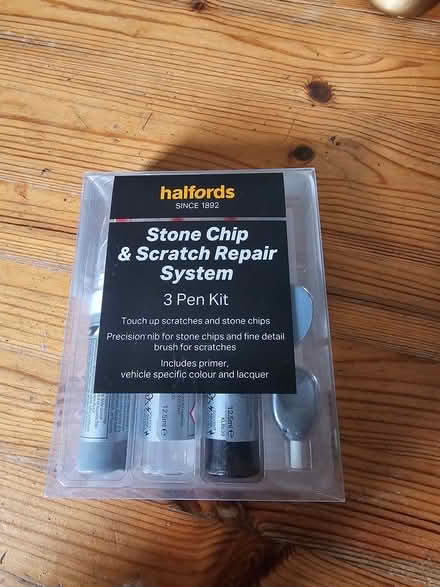 halfords
SINCE 1892
Stone Chip
& Scratch Repair
System
3 Pen Kit
Touch up scratches and stone chips
Precision nib for stone chips and fine detail
brush for scratches
Includes primer,
vehicle specific colour and lacquer
12.5ml e
12.5ml e